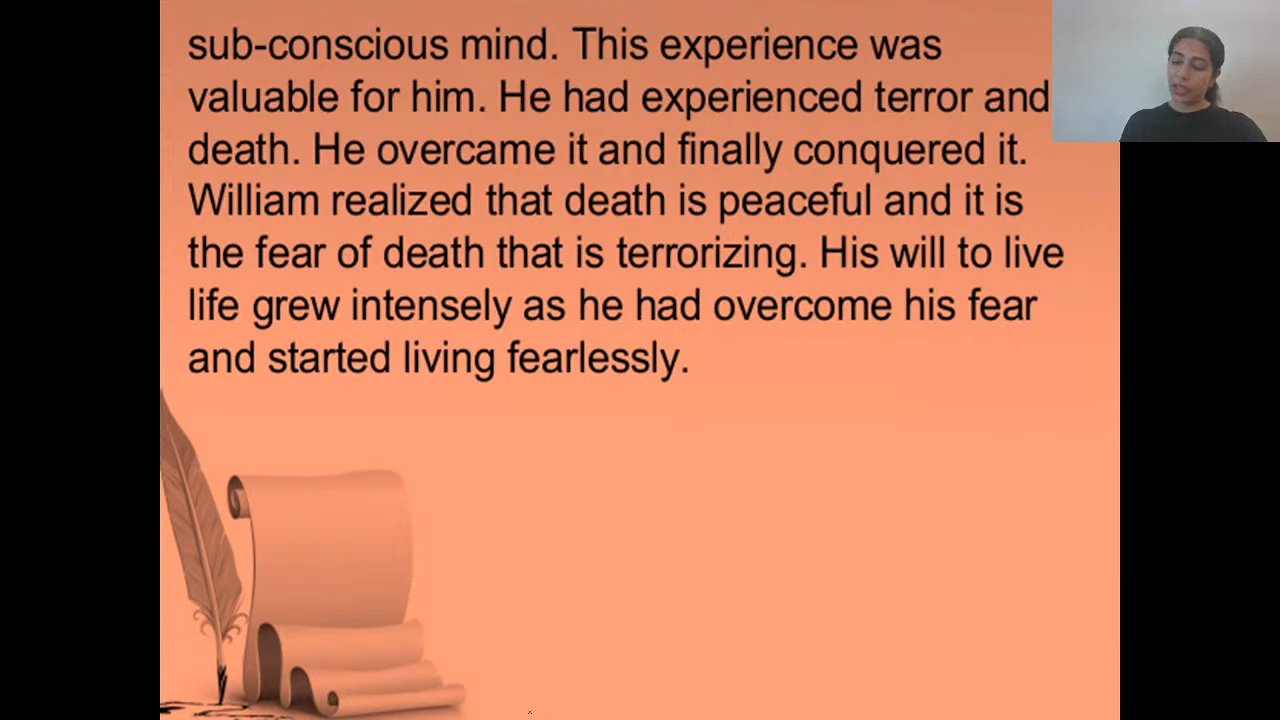 sub-conscious mind. This experience was
valuable for him. He had experienced terror and
death. He overcame it and finally conquered it.
William realized that death is peaceful and it is
the fear of death that is terrorizing. His will to live
life grew intensely as he had overcome his fear
and started living fearlessly.